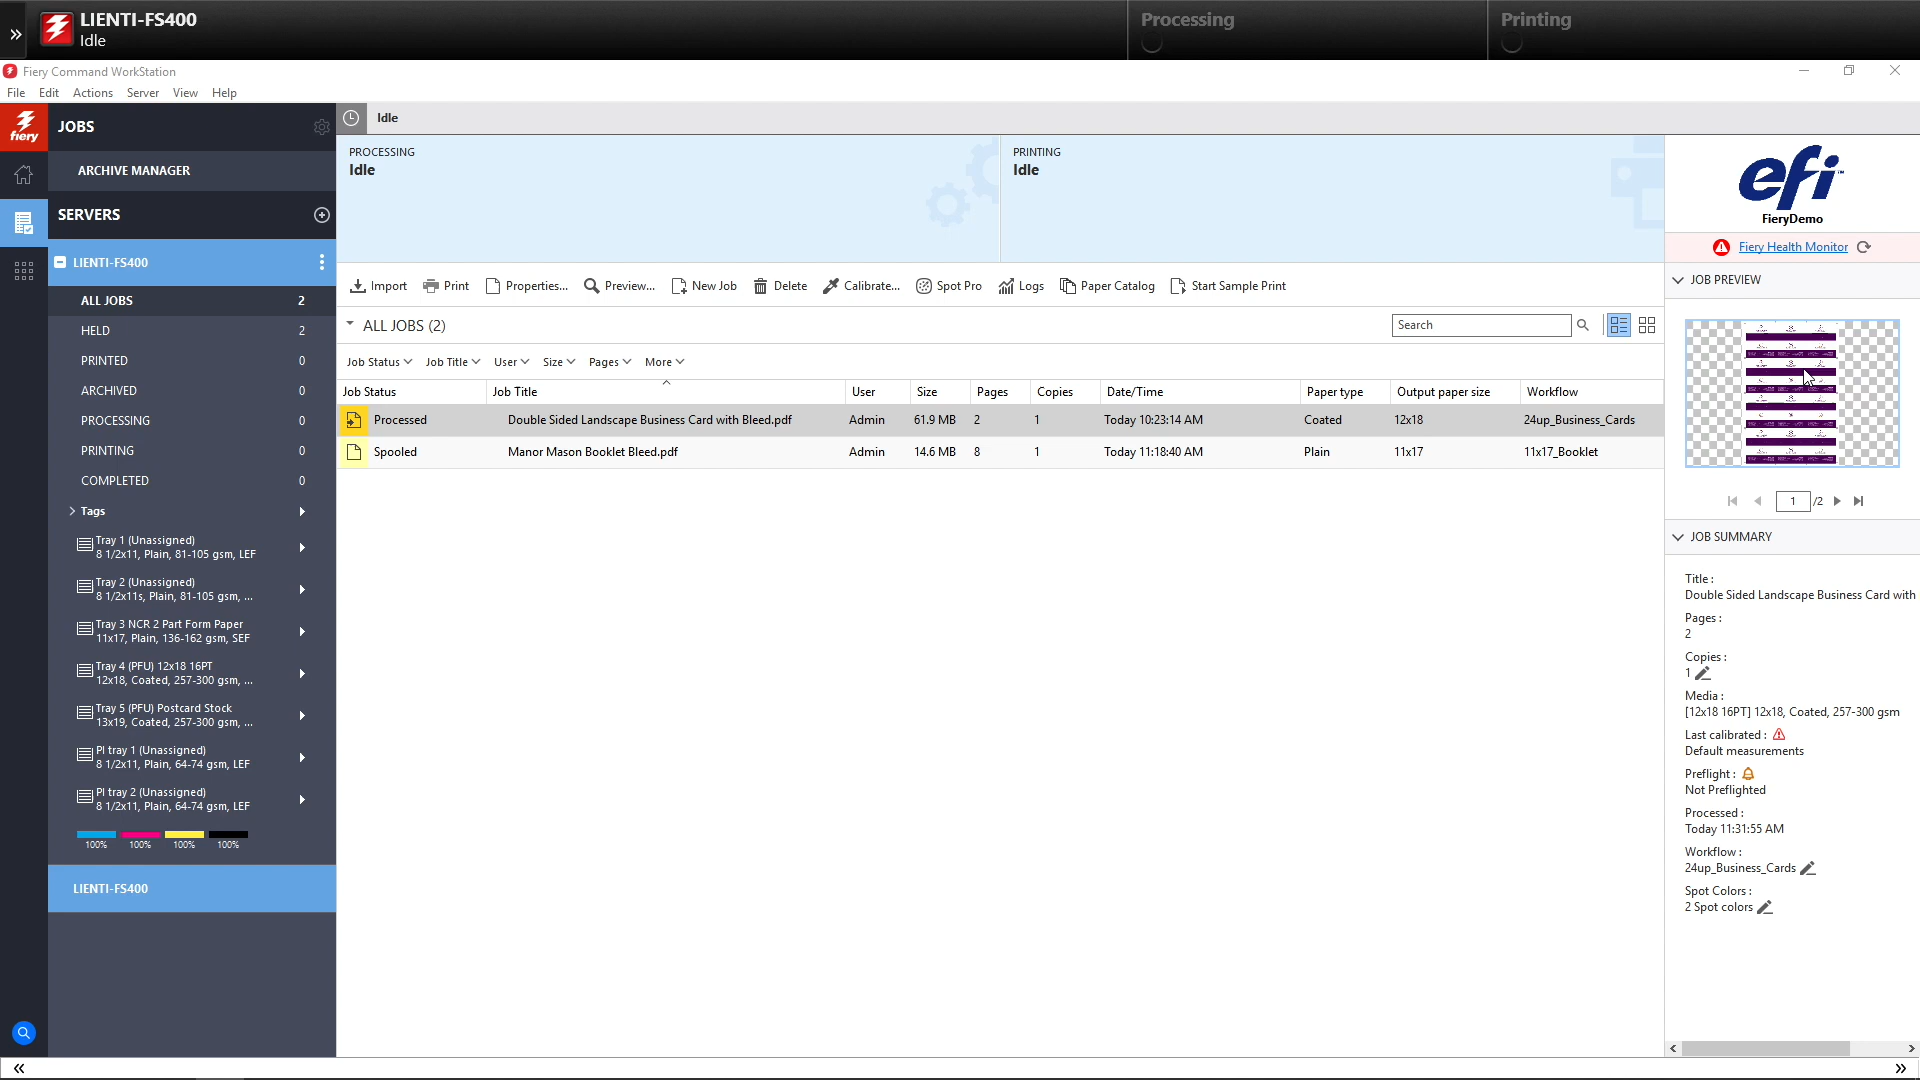 LIENTI-FS400
Idle
Processing
Printing
Fiery Command WorkStation
File Edit Actions Server View Help
fiery
JOBS
Idle
ARCHIVE MANAGER
SERVERS
LIENTI-FS400
ALL JOBS 2
HELD 2
PRINTED 0
ARCHIVED 0
PROCESSING 0
PRINTING 0
COMPLETED 0
Tags
Tray 1 (Unassigned)
8 1/2x11, Plain, 81-105 gsm, LEF
Tray 2 (Unassigned)
8 1/2x11s, Plain, 81-105 gsm, ...
Tray 3 NCR 2 Part Form Paper
11x17, Plain, 136-162 gsm, SEF
Tray 4 (PFU) 12x18 16PT
12x18, Coated, 257-300 gsm, ...
Tray 5 (PFU) Postcard Stock
13x19, Coated, 257-300 gsm, ...
PI tray 1 (Unassigned)
8 1/2x11, Plain, 64-74 gsm, LEF
PI tray 2 (Unassigned)
8 1/2x11, Plain, 64-74 gsm, LEF
100% 100% 100% 100%
LIENTI-FS400
PROCESSING
Idle
PRINTING
Idle
Import Print Properties... Preview... New Job Delete Calibrate... Spot Pro Logs Paper Catalog Start Sample Print
ALL JOBS (2)
Search
Job Status Job Title User Size Pages More
Job Status Job Title User Size Pages Copies Date/Time Paper type Output paper size Workflow
Processed Double Sided Landscape Business Card with Bleed.pdf Admin 61.9 MB 2 1 Today 10:23:14 AM Coated 12x18 24up_Business_Cards
Spooled Manor Mason Booklet Bleed.pdf Admin 14.6 MB 8 1 Today 11:18:40 AM Plain 11x17 11x17_Booklet
efi™
FieryDemo
Fiery Health Monitor
JOB PREVIEW
1 /2
JOB SUMMARY
Title :
Double Sided Landscape Business Card with
Pages :
2
Copies :
1
Media :
[12x18 16PT] 12x18, Coated, 257-300 gsm
Last calibrated :
Default measurements
Preflight :
Not Preflighted
Processed :
Today 11:31:55 AM
Workflow :
24up_Business_Cards
Spot Colors :
2 Spot colors